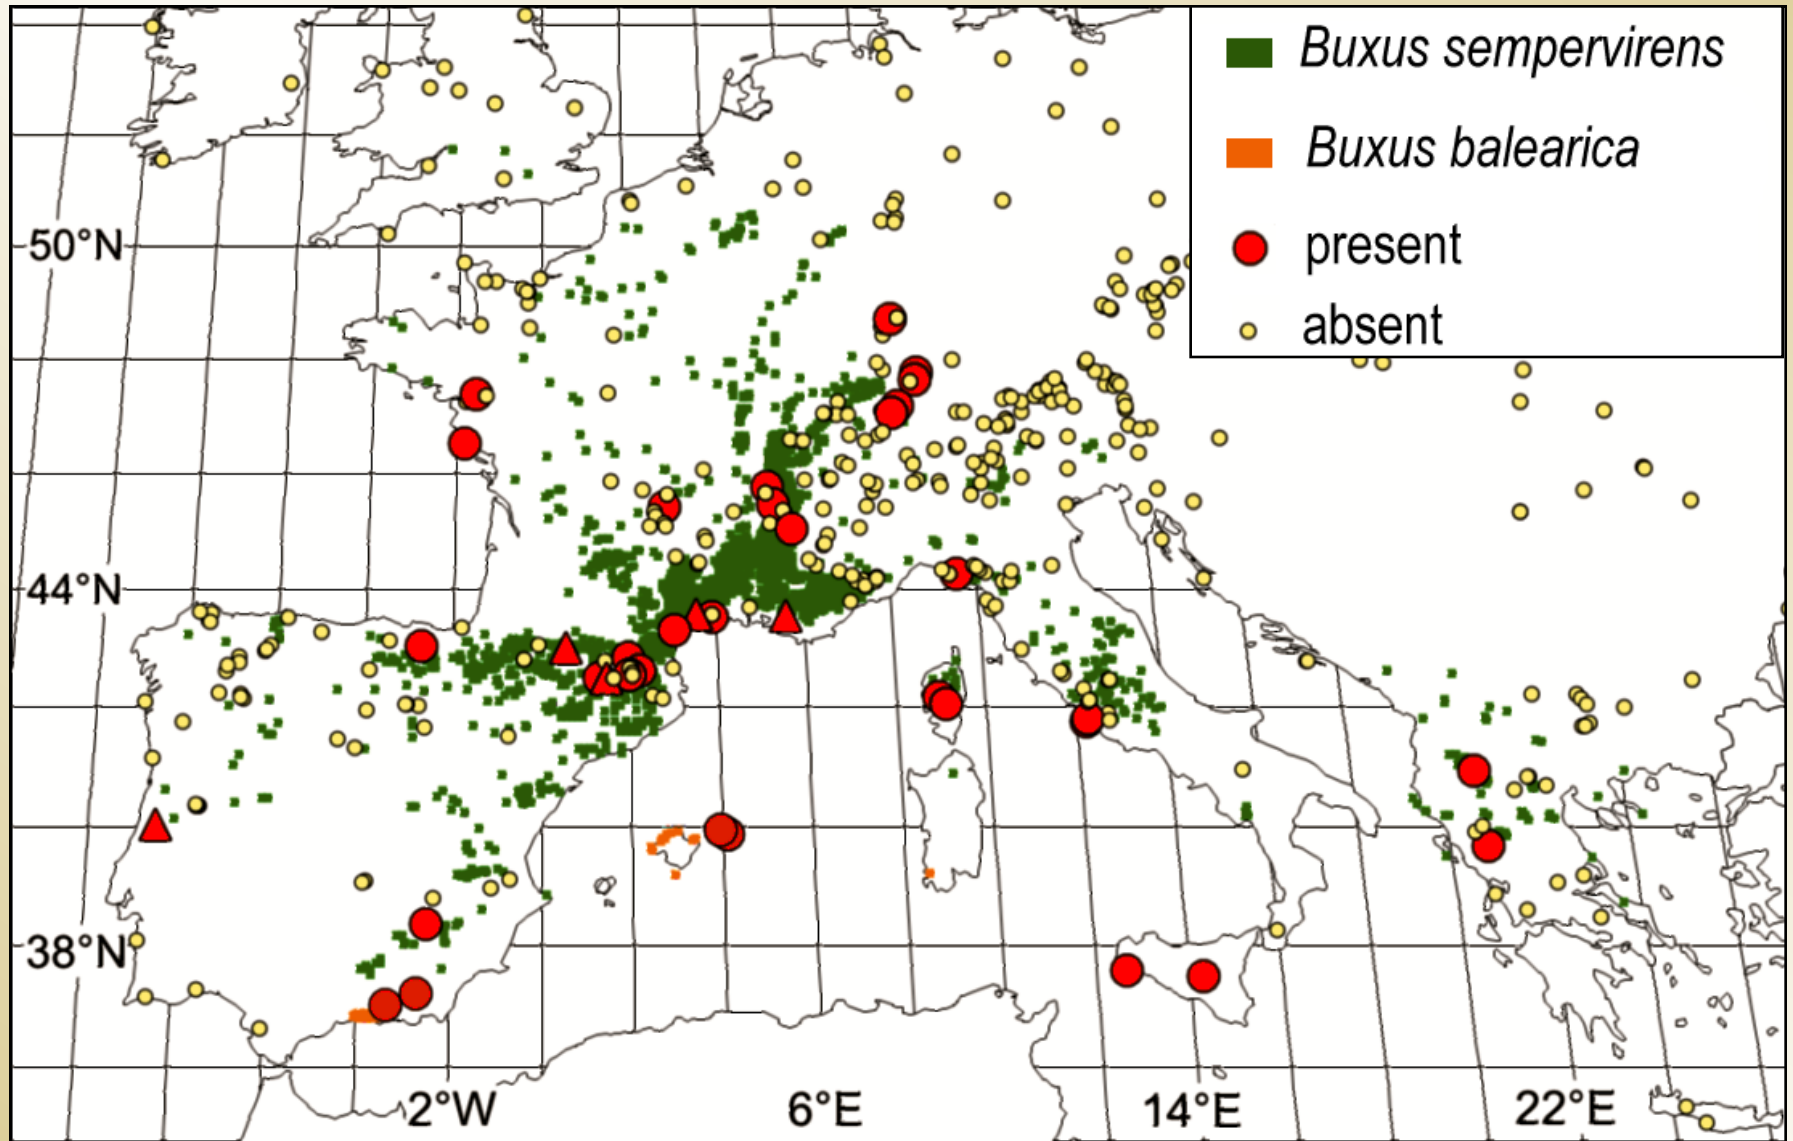 Buxus sempervirens
Buxus balearica
present
absent
50°N
44°N
38°N
2°W
6°E
14°E
22°E